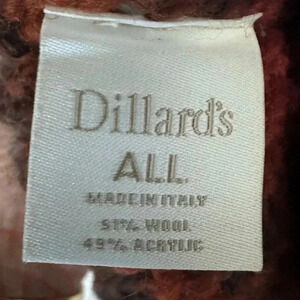 Dillard's
ALL
MADE IN ITALY
51% WOOL
49% ACRYLIC